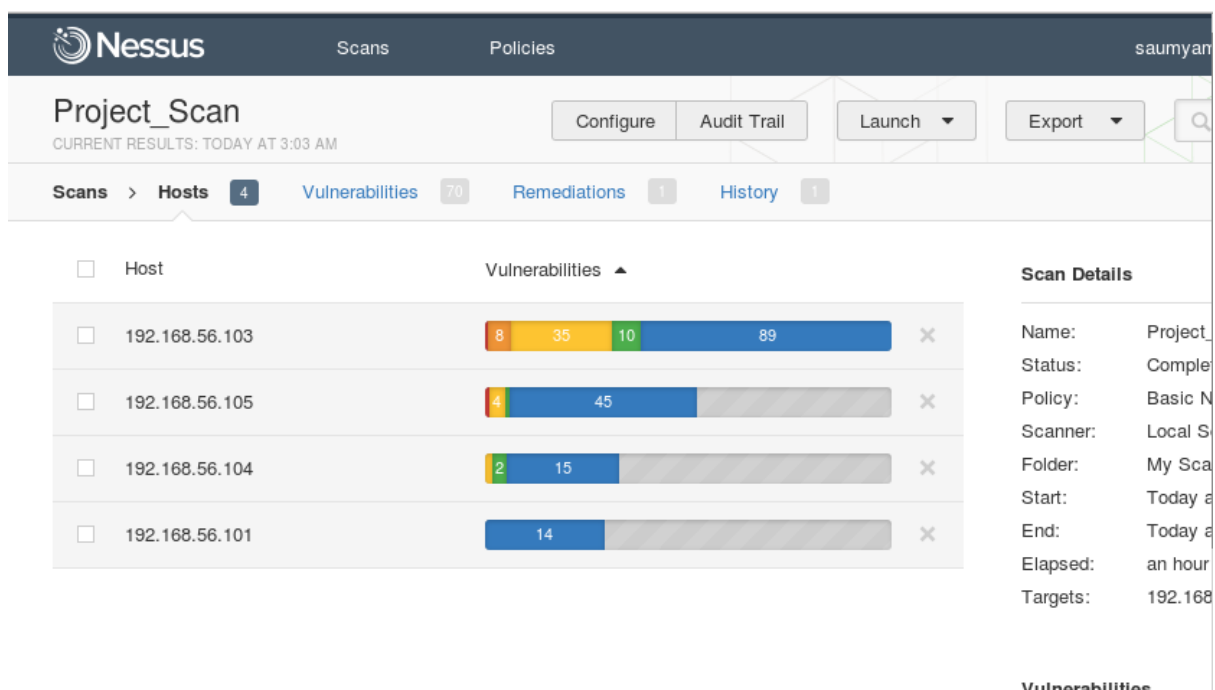 Nessus Scans Policies saumyam
Project_Scan
CURRENT RESULTS: TODAY AT 3:03 AM
Configure Audit Trail Launch Export
Scans > Hosts 4 Vulnerabilities 70 Remediations 1 History 1
Host Vulnerabilities
192.168.56.103 8 35 10 89
192.168.56.105 4 45
192.168.56.104 2 15
192.168.56.101 14
Scan Details
Name: Project_
Status: Complet
Policy: Basic N
Scanner: Local S
Folder: My Sca
Start: Today a
End: Today a
Elapsed: an hour
Targets: 192.168
Vulnerabilities